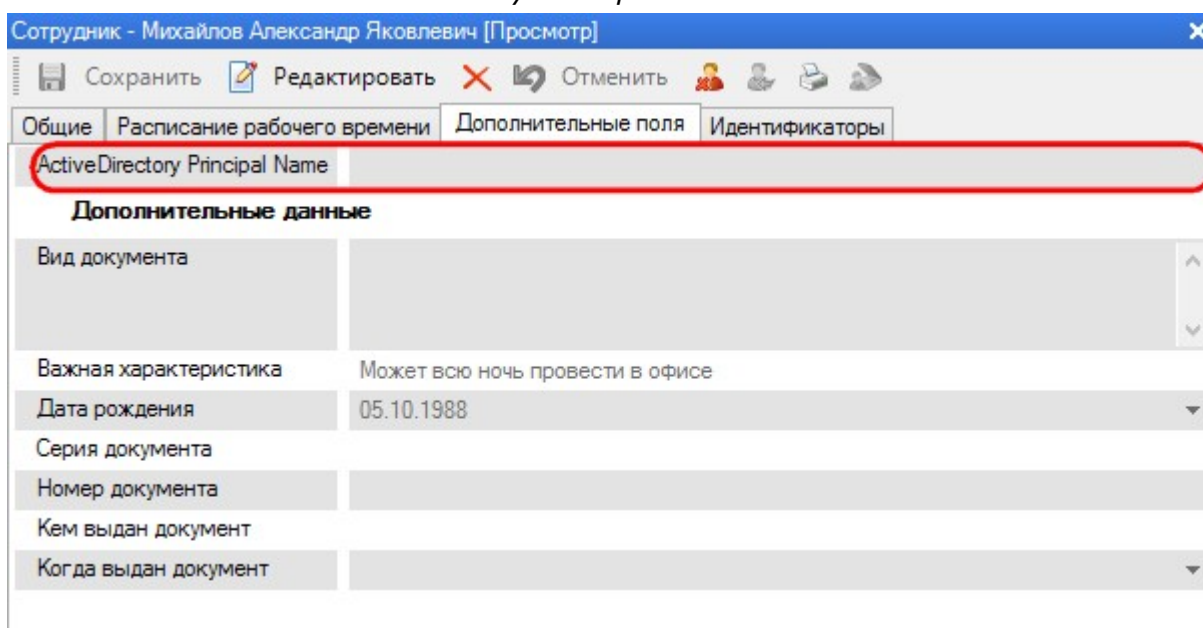 Сотрудник - Михайлов Александр Яковлевич [Просмотр]
Сохранить Редактировать Отменить
Общие Расписание рабочего времени Дополнительные поля Идентификаторы
ActiveDirectory Principal Name
Дополнительные данные
Вид документа
Важная характеристика Может всю ночь провести в офисе
Дата рождения 05.10.1988
Серия документа
Номер документа
Кем выдан документ
Когда выдан документ